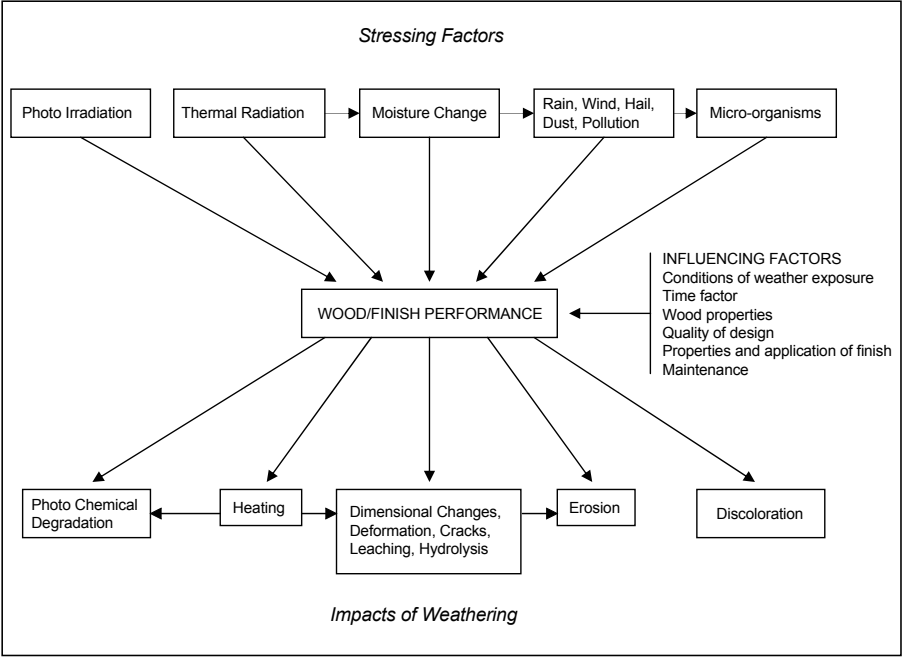 Stressing Factors
Photo Irradiation
Thermal Radiation
Moisture Change
Rain, Wind, Hail,
Dust, Pollution
Micro-organisms
INFLUENCING FACTORS
Conditions of weather exposure
Time factor
Wood properties
Quality of design
Properties and application of finish
Maintenance
WOOD/FINISH PERFORMANCE
Photo Chemical
Degradation
Heating
Dimensional Changes,
Deformation, Cracks,
Leaching, Hydrolysis
Erosion
Discoloration
Impacts of Weathering